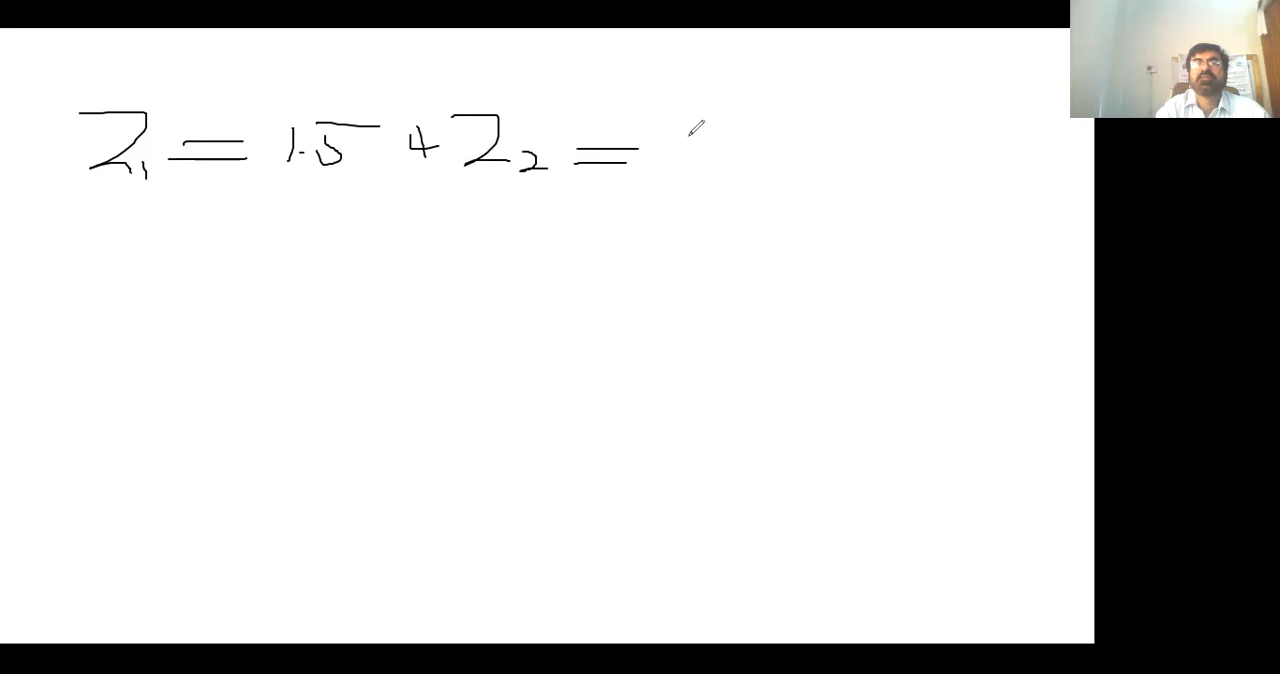 Z₁ = 1.5 & Z₂ =